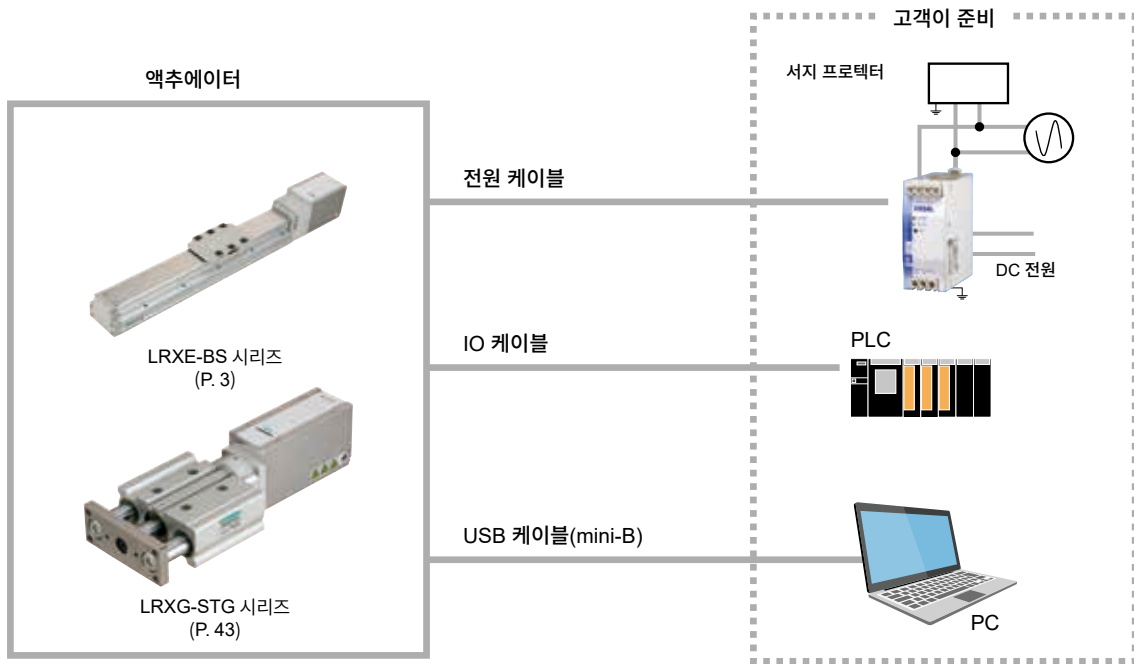 고객이 준비
서지 프로텍터
액추에이터
전원 케이블
DC 전원
LRXE-BS 시리즈
(P. 3)
IO 케이블
PLC
USB 케이블(mini-B)
LRXG-STG 시리즈
(P. 43)
PC